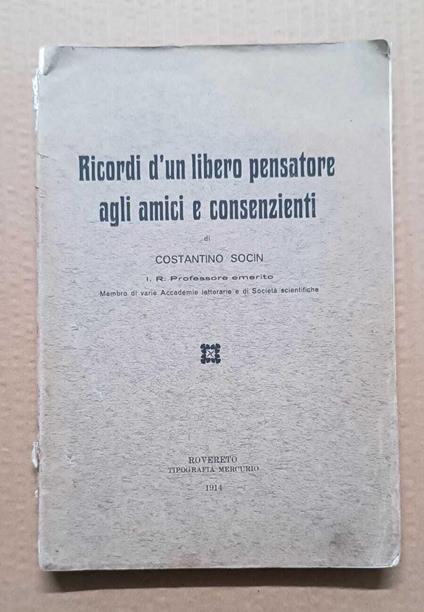 Ricordi d'un libero pensatore
agli amici e consenzienti
di
COSTANTINO SOCIN
I. R. Professore emerito
Membro di varie Accademie letterarie e di Società scientifiche
ROVERETO
TIPOGRAFIA MERCURIO
1914